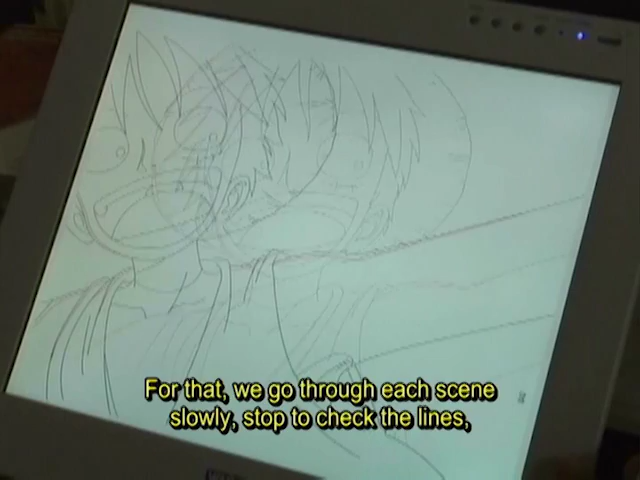 For that, we go through each scene
slowly, stop to check the lines,